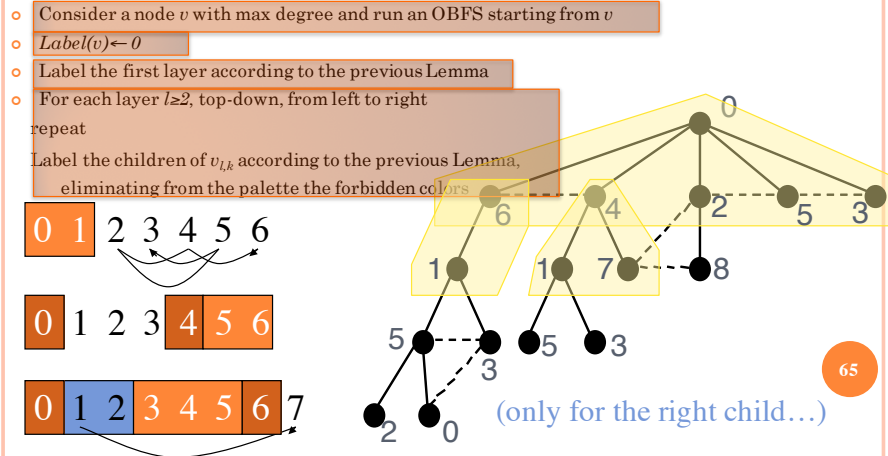 Consider a node v with max degree and run an OBFS starting from v
Label(v)← 0
Label the first layer according to the previous Lemma
For each layer l≥2, top-down, from left to right
repeat
Label the children of v_{l,k} according to the previous Lemma,
eliminating from the palette the forbidden colors
0 1 2 3 4 5 6
0 1 2 3 4 5 6
0 1 2 3 4 5 6 7
0
6 4 2 5 3
1 1 7 8
5 3 5 3
2 0
(only for the right child…)
65